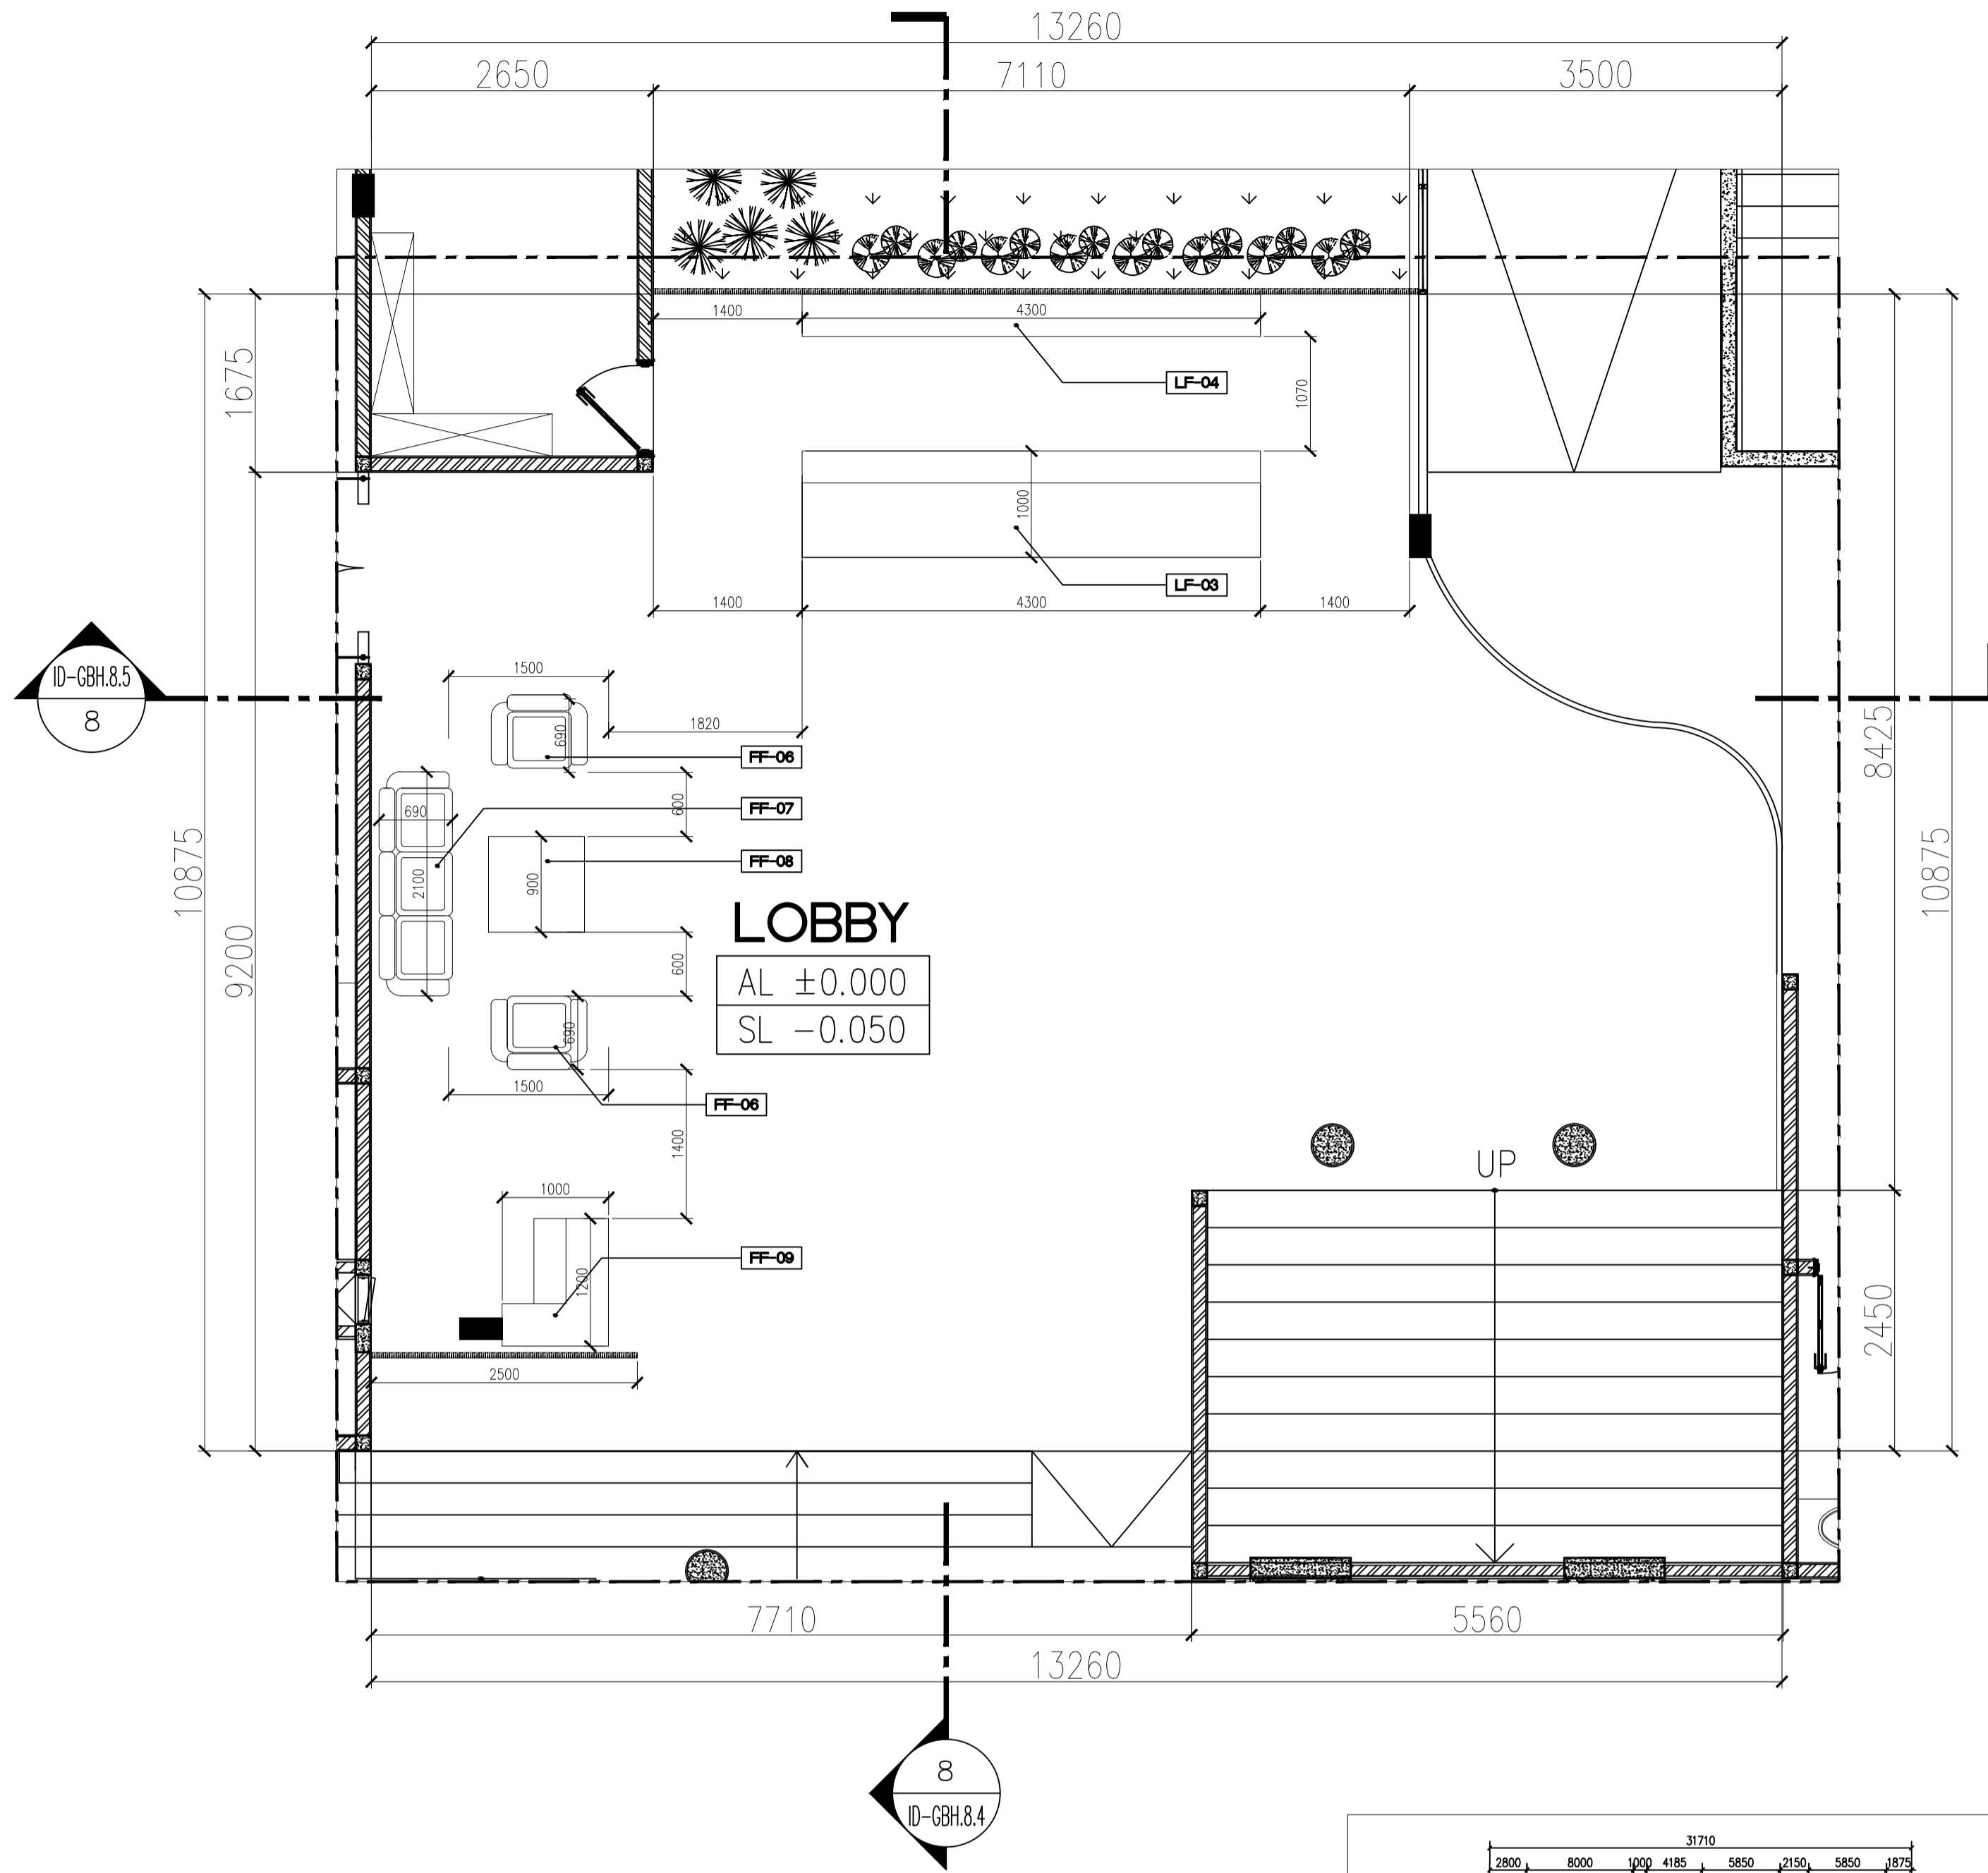 13260
2650 7110 3500
1400 4300
LF-04
1675
1070
1000
LF-03
1400 4300 1400
ID-GBH.8.5
8
1500
690
1820
FF-06
8425
690
600
FF-07
10875
2100
900
FF-08
10875
LOBBY
9200
600
AL ±0.000
SL -0.050
690
1500
FF-06
1400
UP
1000
FF-09
1200
2450
2500
7710 5560
13260
8
ID-GBH.8.4
31710
2800 8000 1000 4185 5850 2150 5850 1875